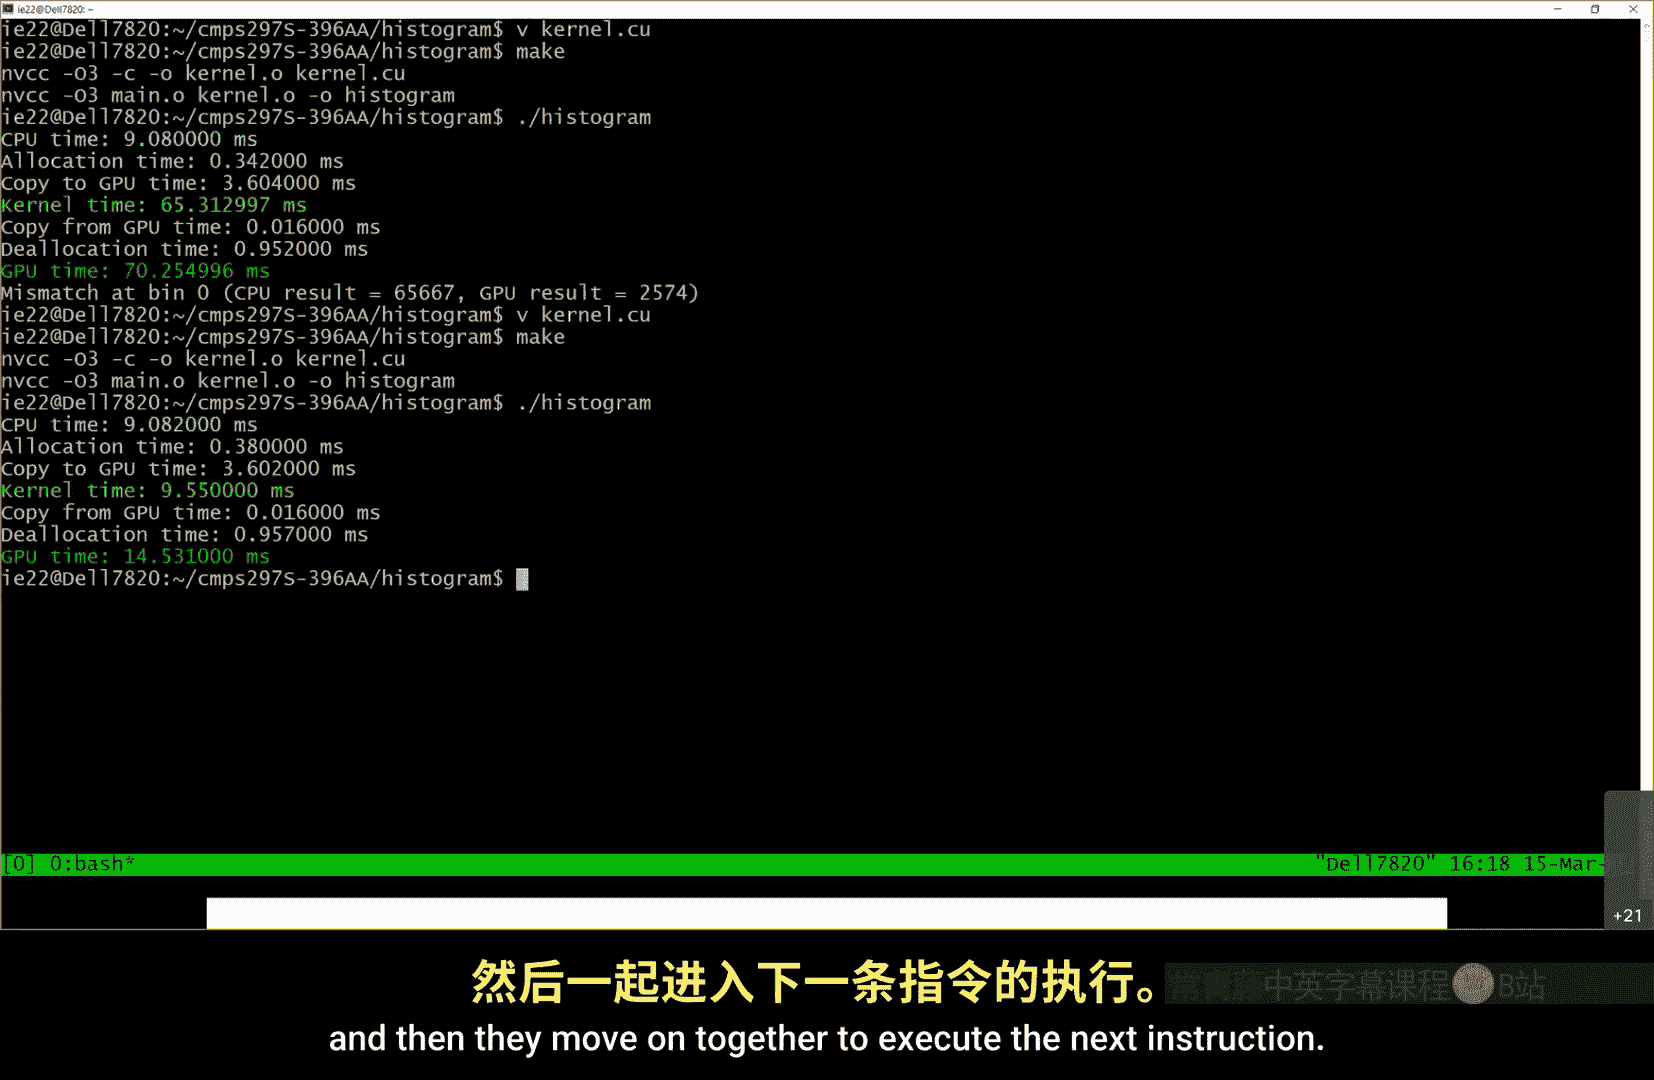 ie22@Dell7820: ~
ie22@Dell7820:~/cmps297S-396AA/histogram$ v kernel.cu
ie22@Dell7820:~/cmps297S-396AA/histogram$ make
nvcc -O3 -c -o kernel.o kernel.cu
nvcc -O3 main.o kernel.o -o histogram
ie22@Dell7820:~/cmps297S-396AA/histogram$ ./histogram
CPU time: 9.080000 ms
Allocation time: 0.342000 ms
Copy to GPU time: 3.604000 ms
Kernel time: 65.312997 ms
Copy from GPU time: 0.016000 ms
Deallocation time: 0.952000 ms
GPU time: 70.254996 ms
Mismatch at bin 0 (CPU result = 65667, GPU result = 2574)
ie22@Dell7820:~/cmps297S-396AA/histogram$ v kernel.cu
ie22@Dell7820:~/cmps297S-396AA/histogram$ make
nvcc -O3 -c -o kernel.o kernel.cu
nvcc -O3 main.o kernel.o -o histogram
ie22@Dell7820:~/cmps297S-396AA/histogram$ ./histogram
CPU time: 9.082000 ms
Allocation time: 0.380000 ms
Copy to GPU time: 3.602000 ms
Kernel time: 9.550000 ms
Copy from GPU time: 0.016000 ms
Deallocation time: 0.957000 ms
GPU time: 14.531000 ms
ie22@Dell7820:~/cmps297S-396AA/histogram$
[0] 0:bash* "Dell7820" 16:18 15-Mar-
+21
然后一起进入下一条指令的执行。
中英字幕课程 B站
and then they move on together to execute the next instruction.